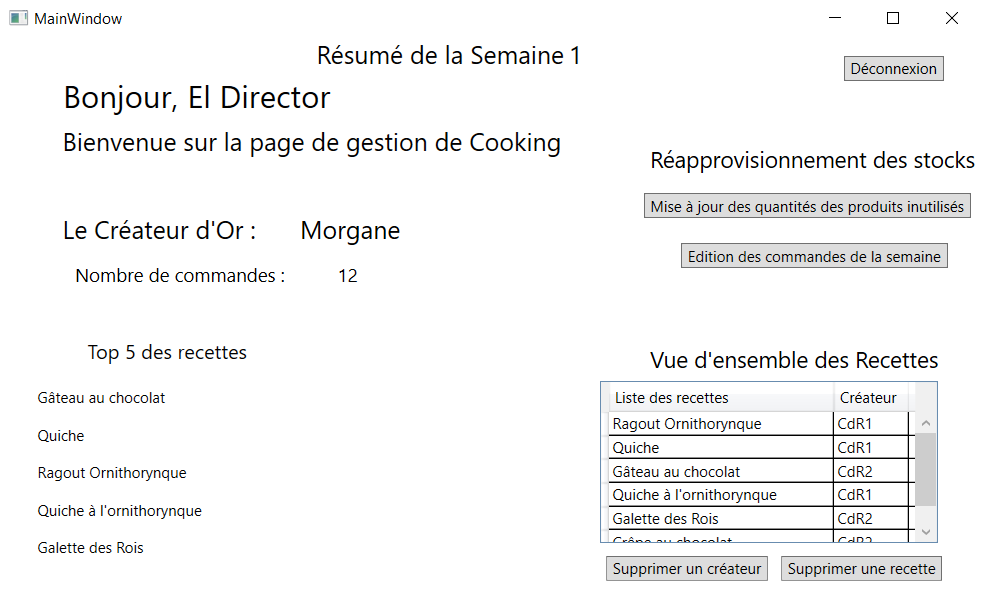 MainWindow
Résumé de la Semaine 1
Déconnexion
Bonjour, El Director
Bienvenue sur la page de gestion de Cooking
Réapprovisionnement des stocks
Mise à jour des quantités des produits inutilisés
Le Créateur d'Or : Morgane
Edition des commandes de la semaine
Nombre de commandes : 12
Top 5 des recettes
Gâteau au chocolat
Quiche
Ragout Ornithorynque
Quiche à l'ornithorynque
Galette des Rois
Vue d'ensemble des Recettes
Liste des recettes Créateur
Ragout Ornithorynque CdR1
Quiche CdR1
Gâteau au chocolat CdR2
Quiche à l'ornithorynque CdR1
Galette des Rois CdR2
Crêpe au chocolat CdR2
Supprimer un créateur Supprimer une recette